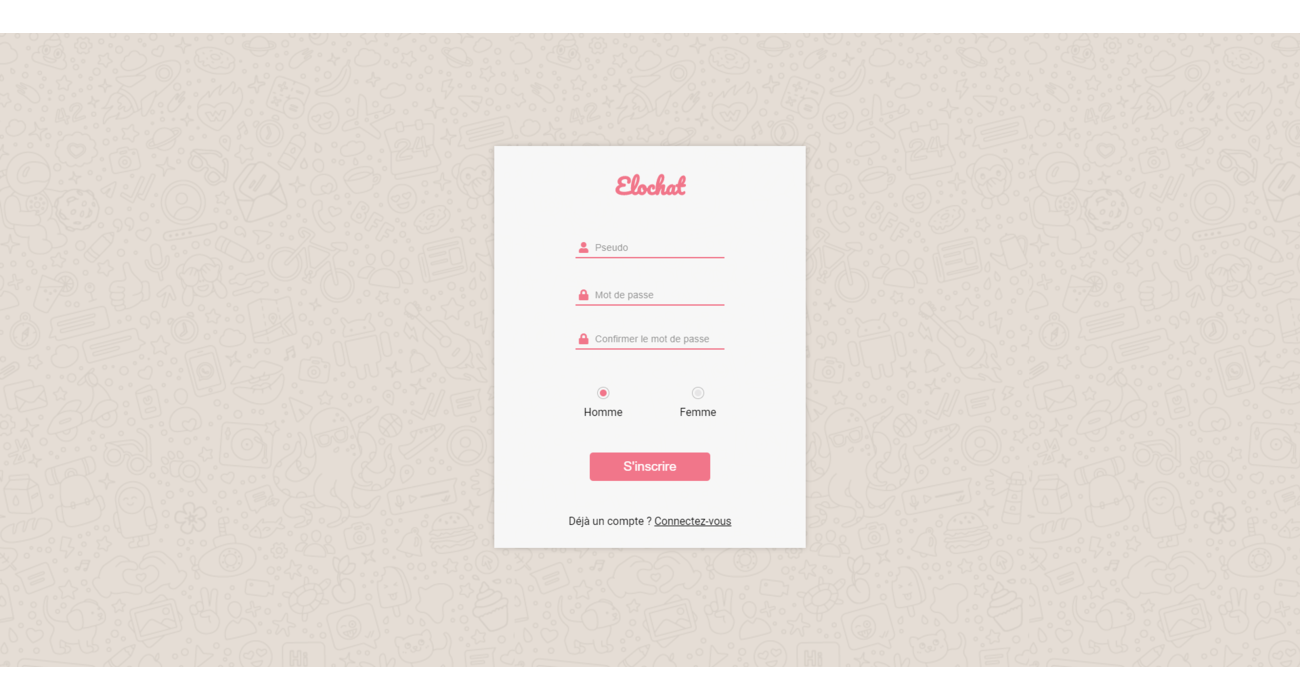 Elochat
Pseudo
Mot de passe
Confirmer le mot de passe
Homme Femme
S'inscrire
Déjà un compte ? Connectez-vous